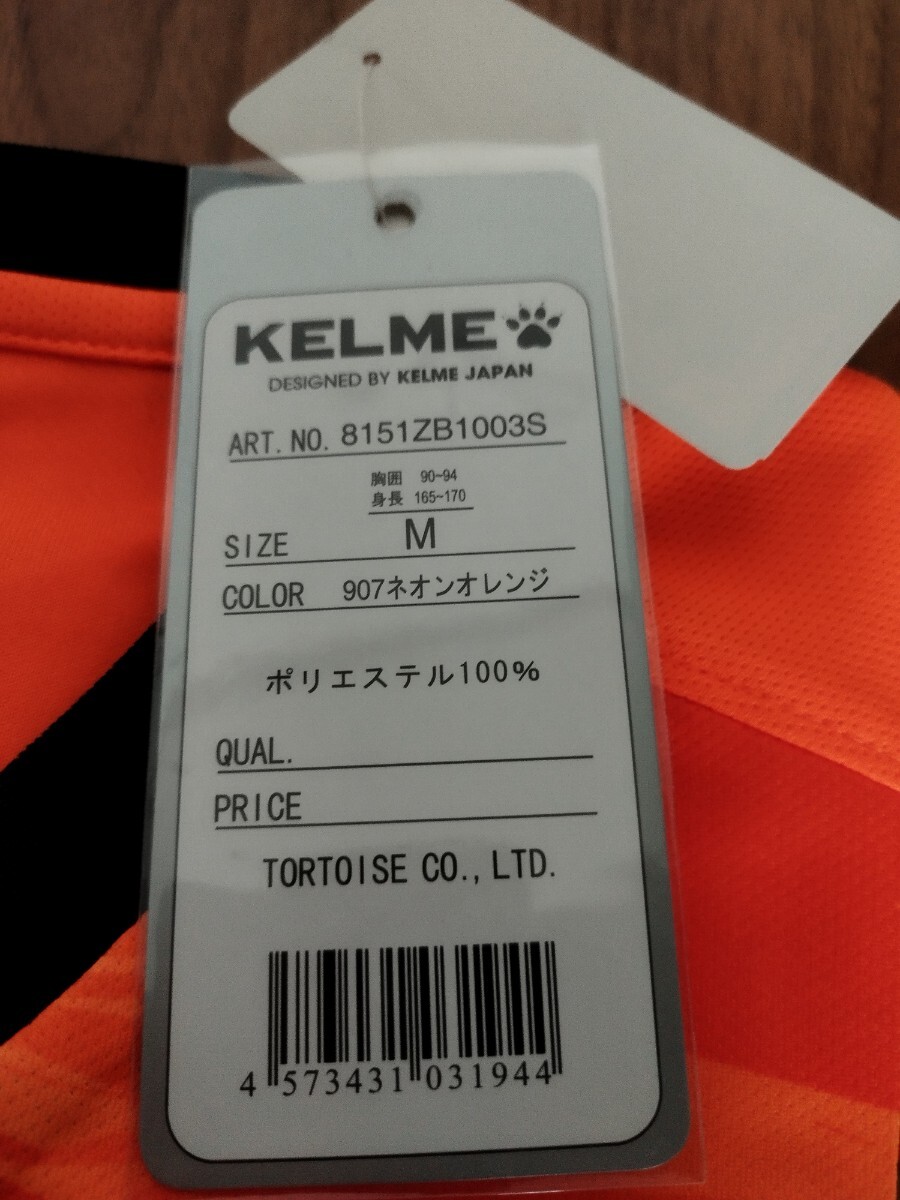 KELME
DESIGNED BY KELME JAPAN
ART.NO. 8151ZB1003S
胸囲 90~94
身長 165~170
SIZE M
COLOR 907ネオンオレンジ
ポリエステル100%
QUAL.
PRICE
TORTOISE CO., LTD.
4 573431 031944